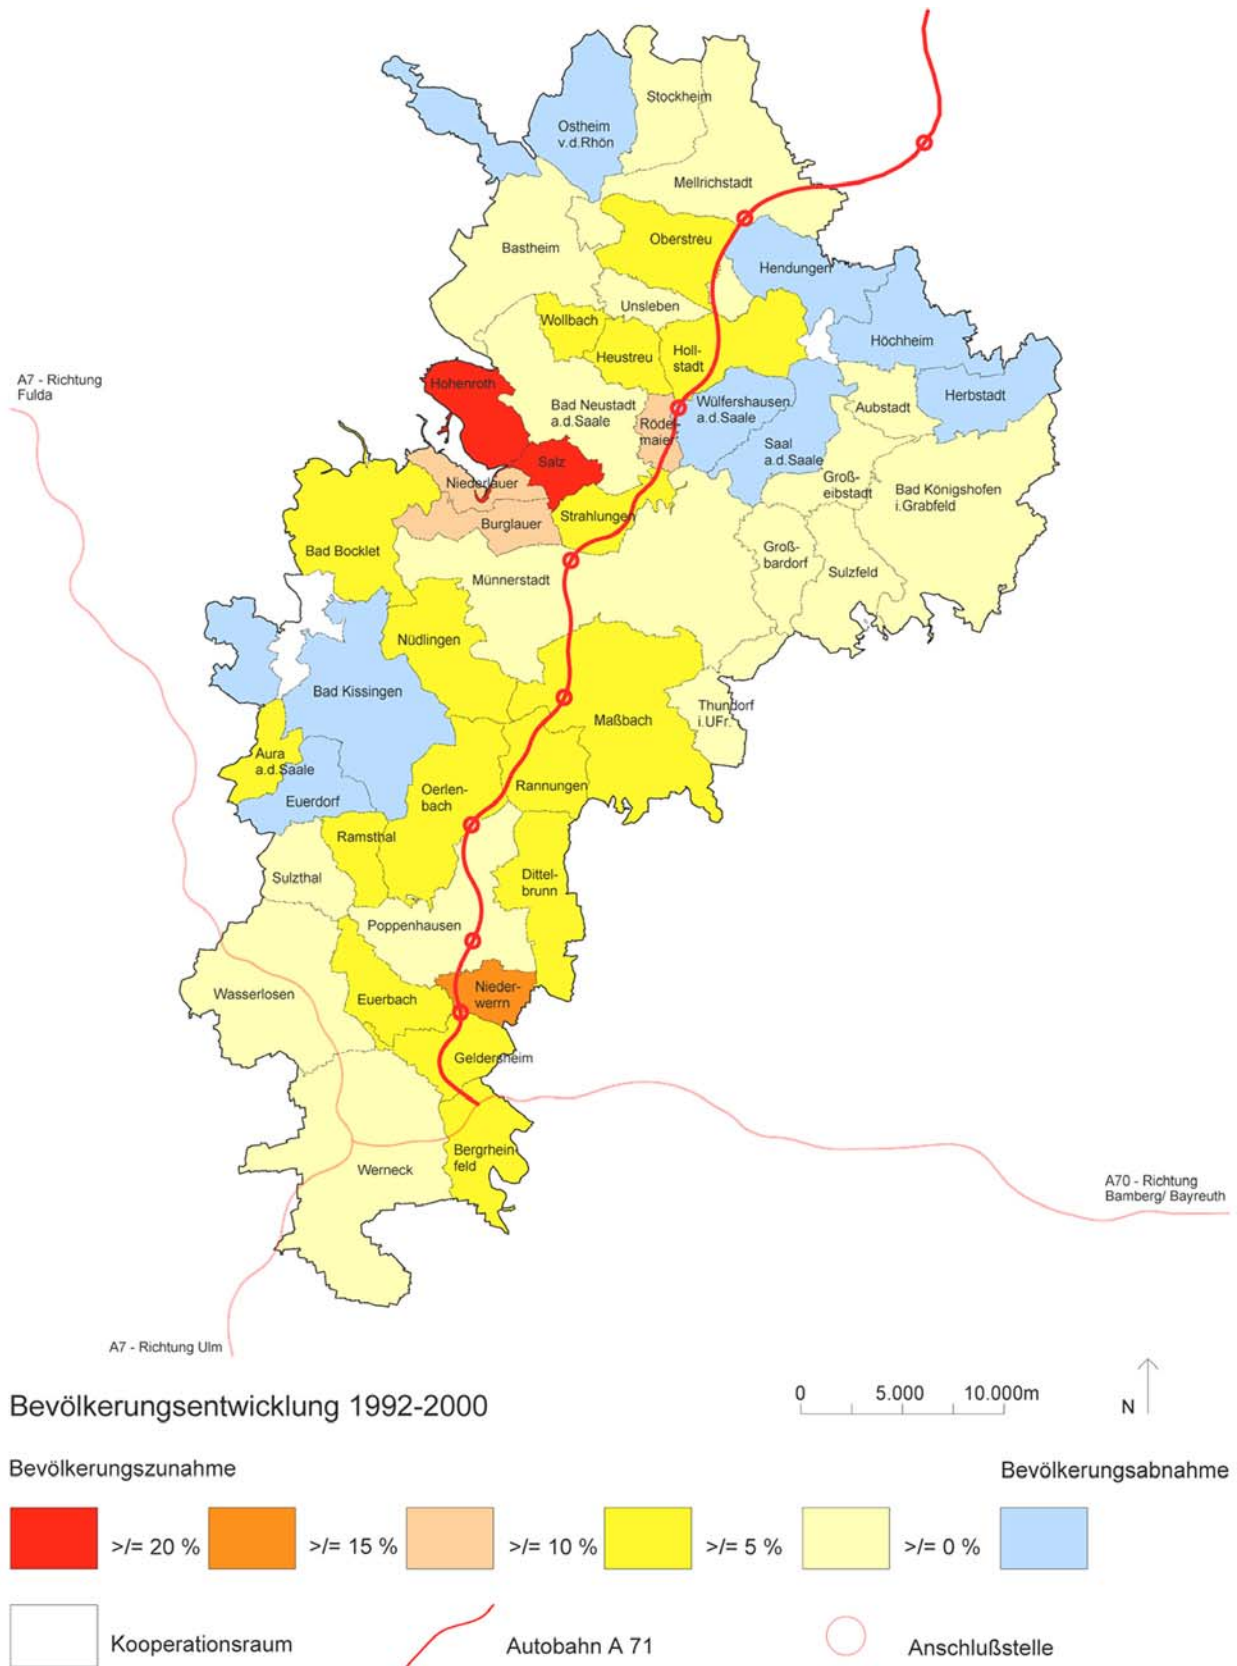 Stockheim
Ostheim
v.d.Rhön
Mellrichstadt
Oberstreu
Bastheim
Hendungen
Unsleben
Wollbach
Höchheim
Heustreu
Holl-
stadt
A7 - Richtung
Fulda
Hohenroth
Herbstadt
Wülfershausen
a.d.Saale
Bad Neustadt
a.d.Saale
Aubstadt
Rödel-
maier
Saal
a.d.Saale
Salz
Niederlauer
Groß-
eibstadt
Bad Königshofen
i.Grabfeld
Strahlungen
Burglauer
Bad Bocklet
Groß-
bardorf
Sulzfeld
Münnerstadt
Nüdlingen
Bad Kissingen
Thundorf
i.UFr.
Maßbach
Aura
a.d.Saale
Rannungen
Oerlen-
bach
Euerdorf
Ramsthal
Sulzthal
Dittel-
brunn
Poppenhausen
Wasserlosen
Euerbach
Nieder-
werrn
Geldersheim
Bergrhein-
feld
Werneck
A70 - Richtung
Bamberg/ Bayreuth
A7 - Richtung Ulm
Bevölkerungsentwicklung 1992-2000
0 5.000 10.000m
N
Bevölkerungszunahme
Bevölkerungsabnahme
>/= 20 % >/= 15 % >/= 10 % >/= 5 % >/= 0 %
Kooperationsraum
Autobahn A 71
Anschlußstelle